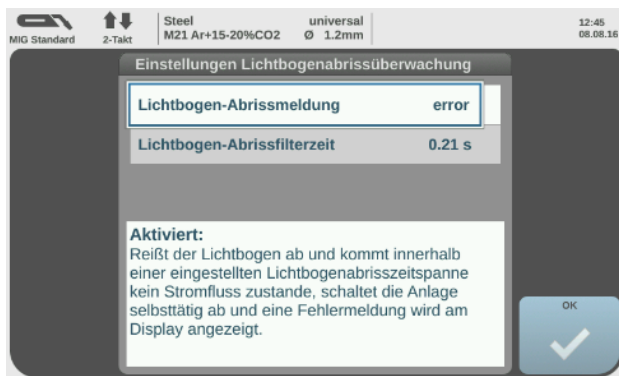 MIG Standard
2-Takt
Steel universal
M21 Ar+15-20%CO2 Ø 1.2mm
12:45
08.08.16
Einstellungen Lichtbogenabrissüberwachung
Lichtbogen-Abrissmeldung error
Lichtbogen-Abrissfilterzeit 0.21 s
Aktiviert:
Reißt der Lichtbogen ab und kommt innerhalb
einer eingestellten Lichtbogenabrisszeitspanne
kein Stromfluss zustande, schaltet die Anlage
selbsttätig ab und eine Fehlermeldung wird am
Display angezeigt.
OK